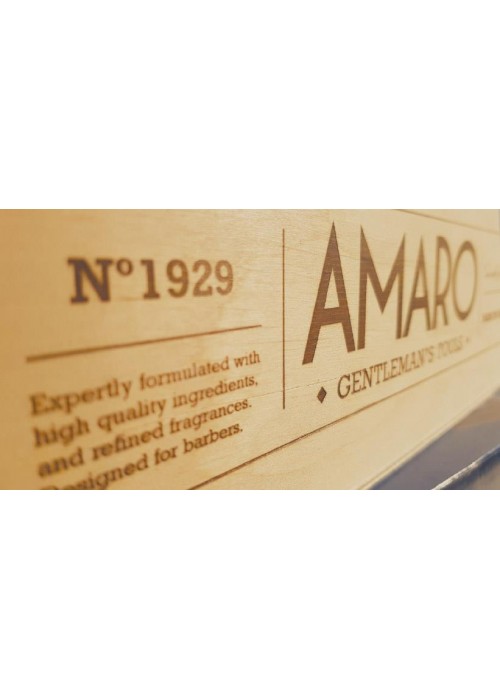 Nº1929
Expertly formulated with
high quality ingredients,
and refined fragrances.
Designed for barbers.
AMARO
GENTLEMAN'S TOOLS